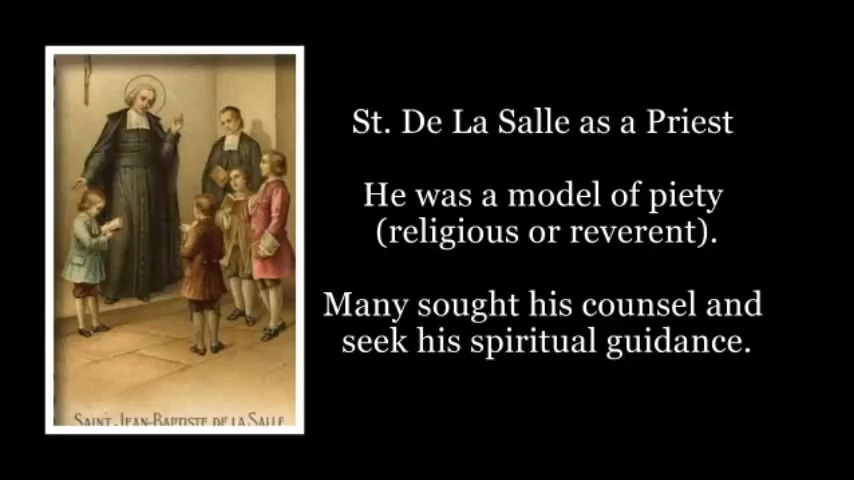 St. De La Salle as a Priest
He was a model of piety
(religious or reverent).
Many sought his counsel and
seek his spiritual guidance.
SAINT JEAN-BAPTISTE DE LA SALLE